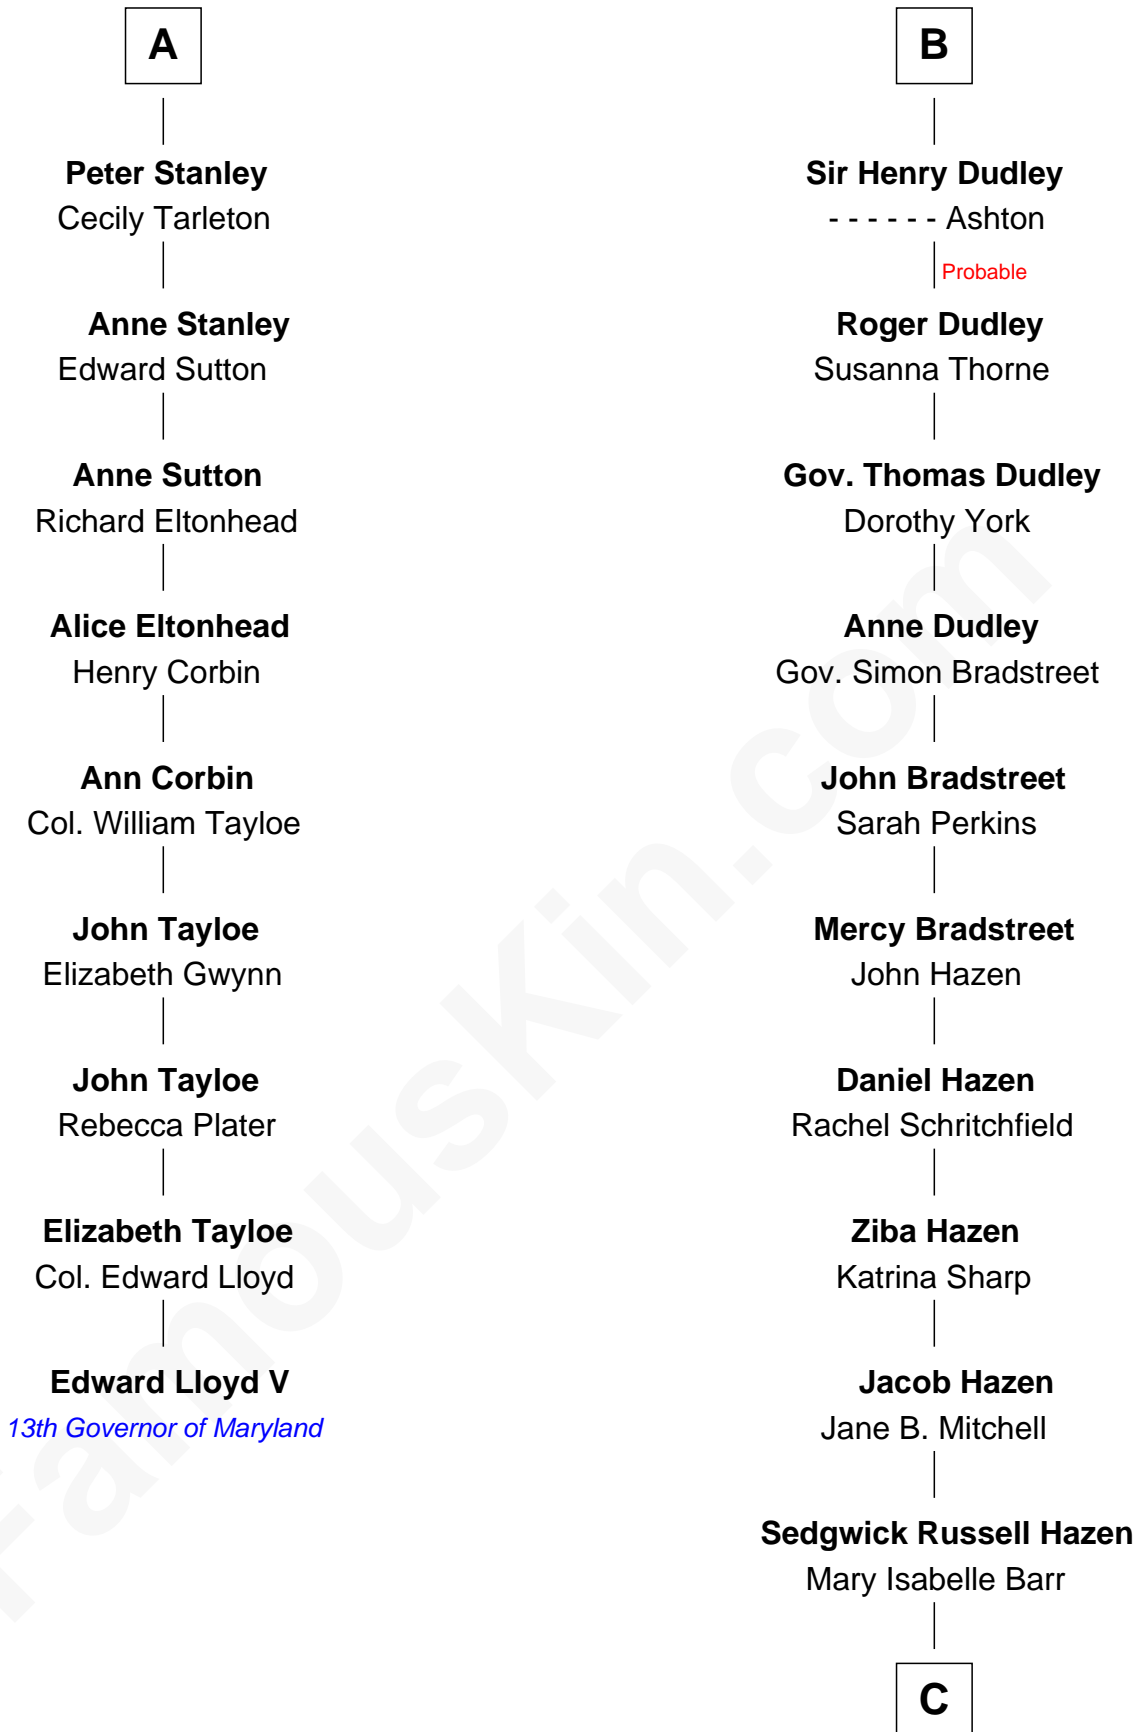 A
Peter Stanley
Cecily Tarleton
Anne Stanley
Edward Sutton
Anne Sutton
Richard Eltonhead
Alice Eltonhead
Henry Corbin
Ann Corbin
Col. William Tayloe
John Tayloe
Elizabeth Gwynn
John Tayloe
Rebecca Plater
Elizabeth Tayloe
Col. Edward Lloyd
Edward Lloyd V
13th Governor of Maryland
B
Sir Henry Dudley
- - - - - - Ashton
Probable
Roger Dudley
Susanna Thorne
Gov. Thomas Dudley
Dorothy York
Anne Dudley
Gov. Simon Bradstreet
John Bradstreet
Sarah Perkins
Mercy Bradstreet
John Hazen
Daniel Hazen
Rachel Schritchfield
Ziba Hazen
Katrina Sharp
Jacob Hazen
Jane B. Mitchell
Sedgwick Russell Hazen
Mary Isabelle Barr
C
FamousKin.com